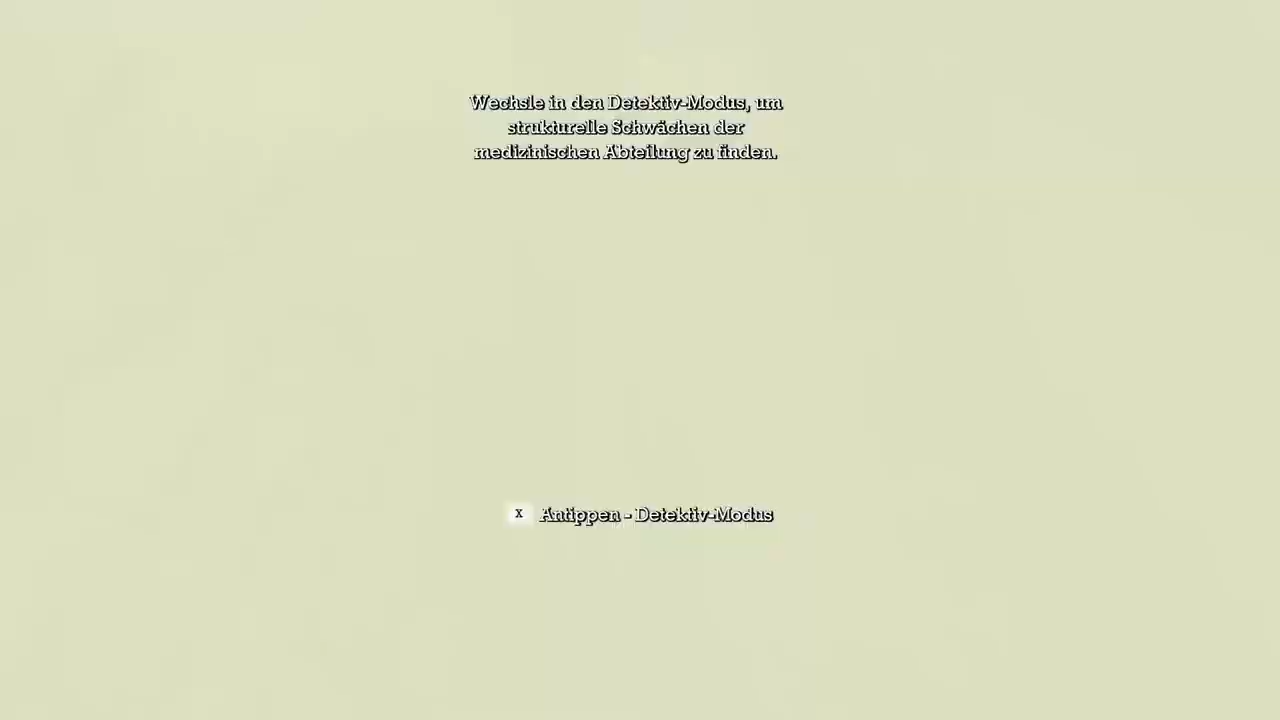 Wechsle in den Detektiv-Modus, um
strukturelle Schwächen der
medizinischen Abteilung zu finden.
X Antippen - Detektiv-Modus